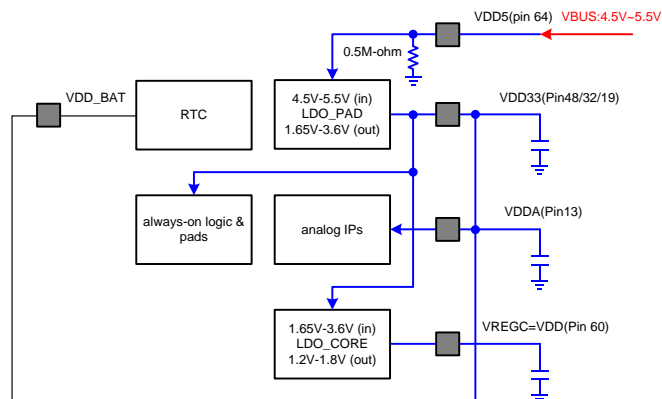 VDD5(pin 64)
VBUS:4.5V~5.5V
0.5M-ohm
VDD_BAT
RTC
4.5V-5.5V (in)
LDO_PAD
1.65V-3.6V (out)
VDD33(Pin48/32/19)
always-on logic &
pads
analog IPs
VDDA(Pin13)
1.65V-3.6V (in)
LDO_CORE
1.2V-1.8V (out)
VREGC=VDD(Pin 60)